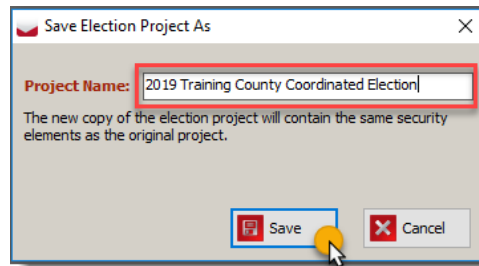 Save Election Project As
Project Name: 2019 Training County Coordinated Election
The new copy of the election project will contain the same security
elements as the original project.
Save Cancel